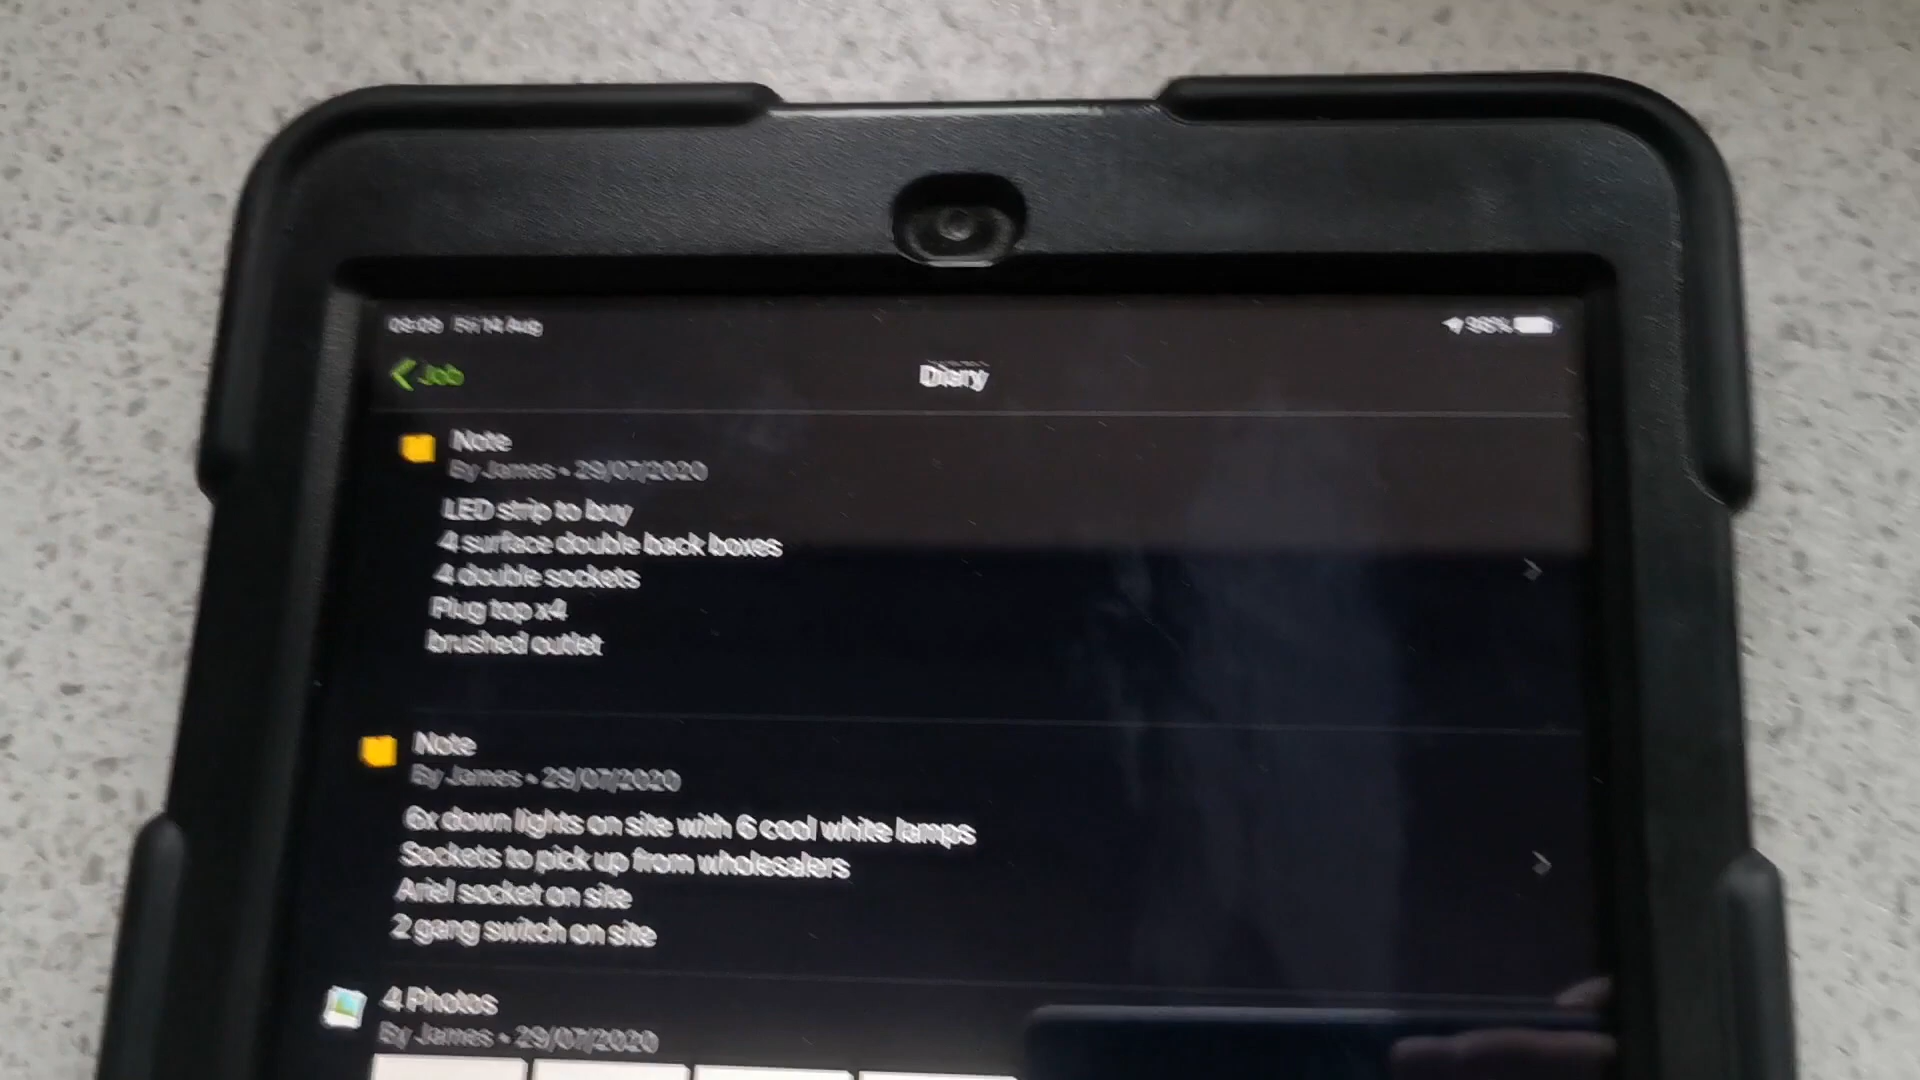 09:09 Fri 14 Aug
98%
Job
Diary
Note
By James • 29/07/2020
LED strip to buy
4 surface double back boxes
4 double sockets
Plug top x4
brushed outlet
Note
By James • 29/07/2020
6x down lights on site with 6 cool white lamps
Sockets to pick up from wholesalers
Ariel socket on site
2 gang switch on site
4 Photos
By James • 29/07/2020